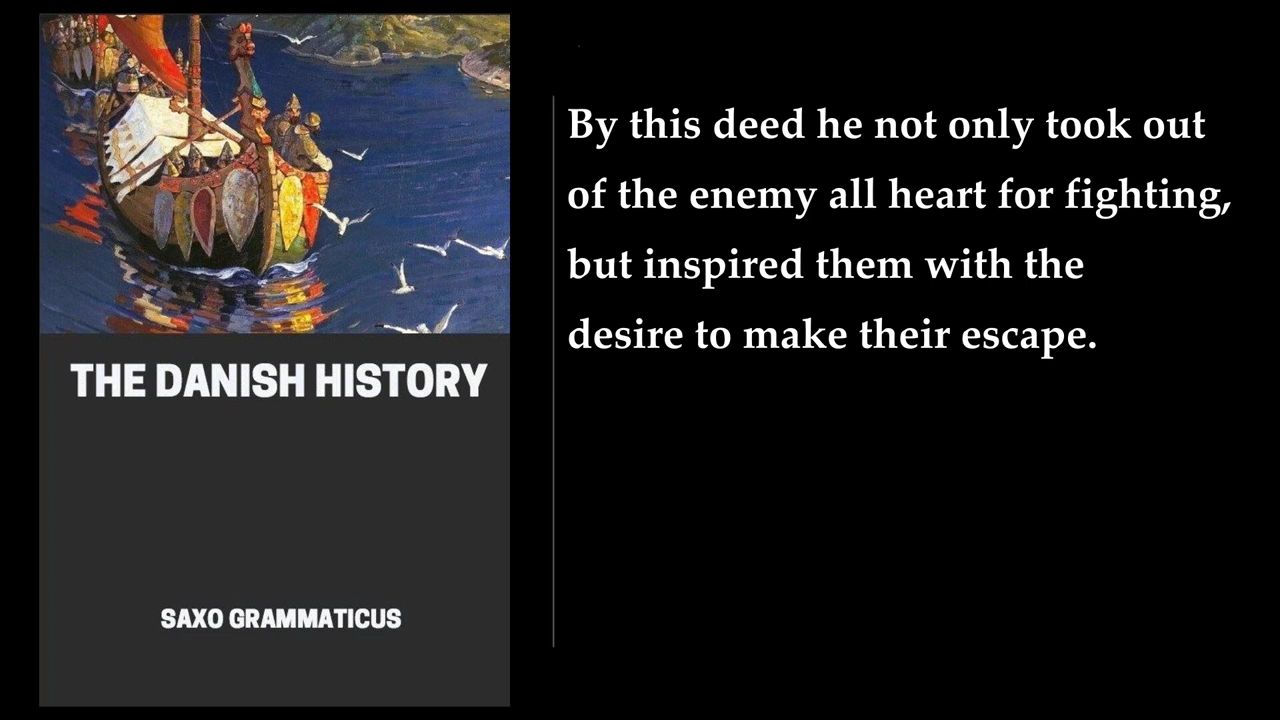 THE DANISH HISTORY
SAXO GRAMMATICUS
By this deed he not only took out
of the enemy all heart for fighting,
but inspired them with the
desire to make their escape.